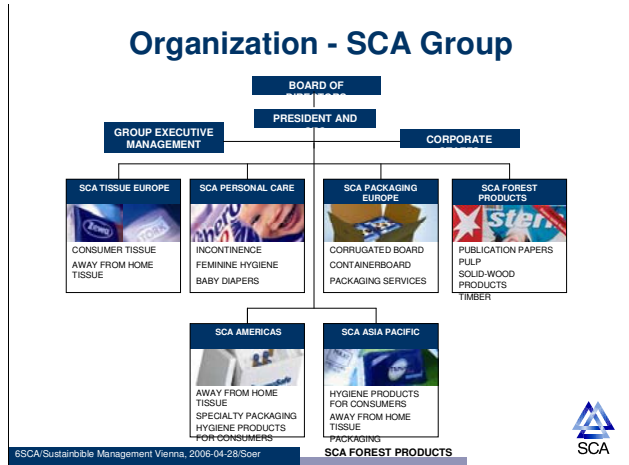 Organization - SCA Group
BOARD OF
DIRECTORS
PRESIDENT AND
GROUP EXECUTIVE
MANAGEMENT
CORPORATE
SCA TISSUE EUROPE
SCA PERSONAL CARE
SCA PACKAGING
EUROPE
SCA FOREST
PRODUCTS
Zewa
stern
CONSUMER TISSUE
AWAY FROM HOME
TISSUE
INCONTINENCE
FEMININE HYGIENE
BABY DIAPERS
CORRUGATED BOARD
CONTAINERBOARD
PACKAGING SERVICES
PUBLICATION PAPERS
PULP
SOLID-WOOD
PRODUCTS
TIMBER
SCA AMERICAS
SCA ASIA PACIFIC
AWAY FROM HOME
TISSUE
SPECIALTY PACKAGING
HYGIENE PRODUCTS
FOR CONSUMERS
HYGIENE PRODUCTS
FOR CONSUMERS
AWAY FROM HOME
TISSUE
PACKAGING
6SCA/Sustainbible Management Vienna, 2006-04-28/Soer
SCA FOREST PRODUCTS
SCA